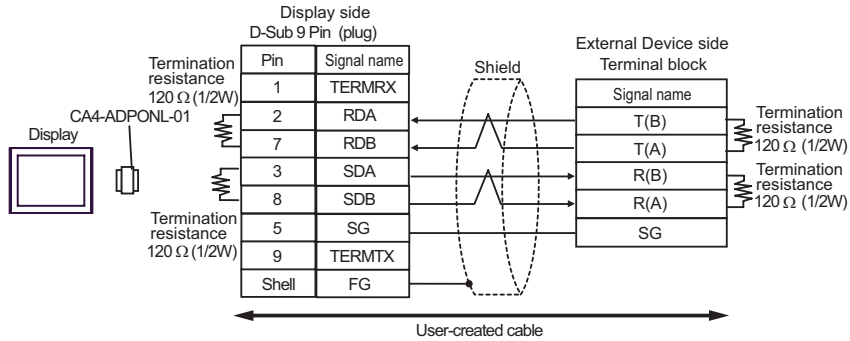 Display side
D-Sub 9 Pin (plug)
External Device side
Terminal block
Pin Signal name
Shield
Signal name
Termination
resistance
120 Ω (1/2W)
CA4-ADPONL-01
Display
1 TERMRX
2 RDA
7 RDB
3 SDA
8 SDB
5 SG
9 TERMTX
Shell FG
Termination
resistance
120 Ω (1/2W)
T(B)
T(A)
R(B)
R(A)
SG
Termination
resistance
120 Ω (1/2W)
Termination
resistance
120 Ω (1/2W)
User-created cable